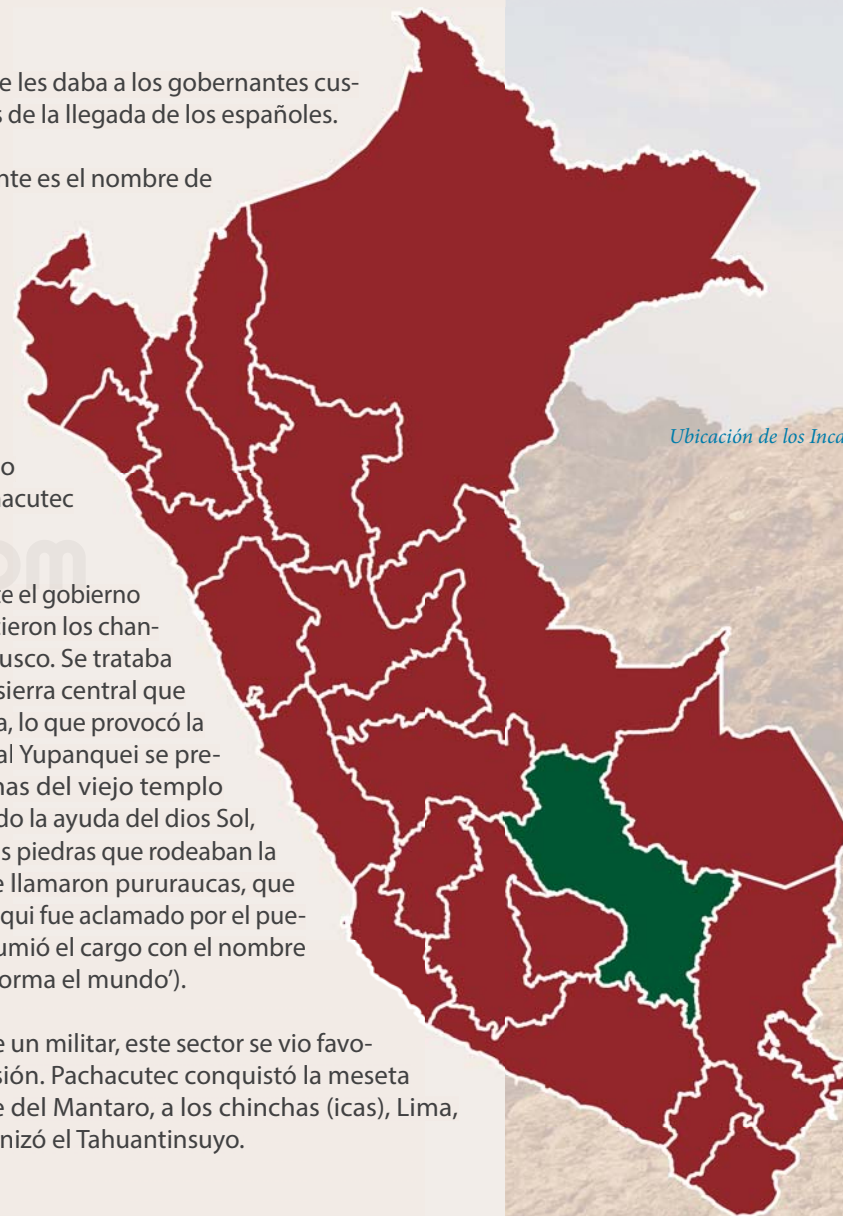 e les daba a los gobernantes cus-
s de la llegada de los españoles.
nte es el nombre de
o
hacutec
om
te el gobierno
tieron los chan-
usco. Se trataba
sierra central que
a, lo que provocó la
al Yupanquei se pre-
nas del viejo templo
do la ayuda del dios Sol,
s piedras que rodeaban la
e llamaron pururaucas, que
qui fue aclamado por el pue-
umió el cargo con el nombre
orma el mundo’).
e un militar, este sector se vio favo-
sión. Pachacutec conquistó la meseta
e del Mantaro, a los chinchas (icas), Lima,
nizó el Tahuantinsuyo.
Ubicación de los Inca